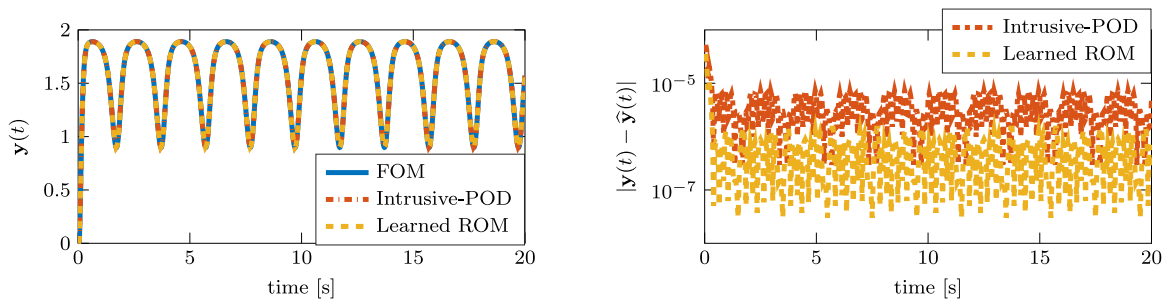 2
1.5
1
0.5
0
y(t)
FOM
Intrusive-POD
Learned ROM
0 5 10 15 20
time [s]
Intrusive-POD
Learned ROM
10⁻⁵
10⁻⁷
|y(t) − ŷ(t)|
0 5 10 15 20
time [s]